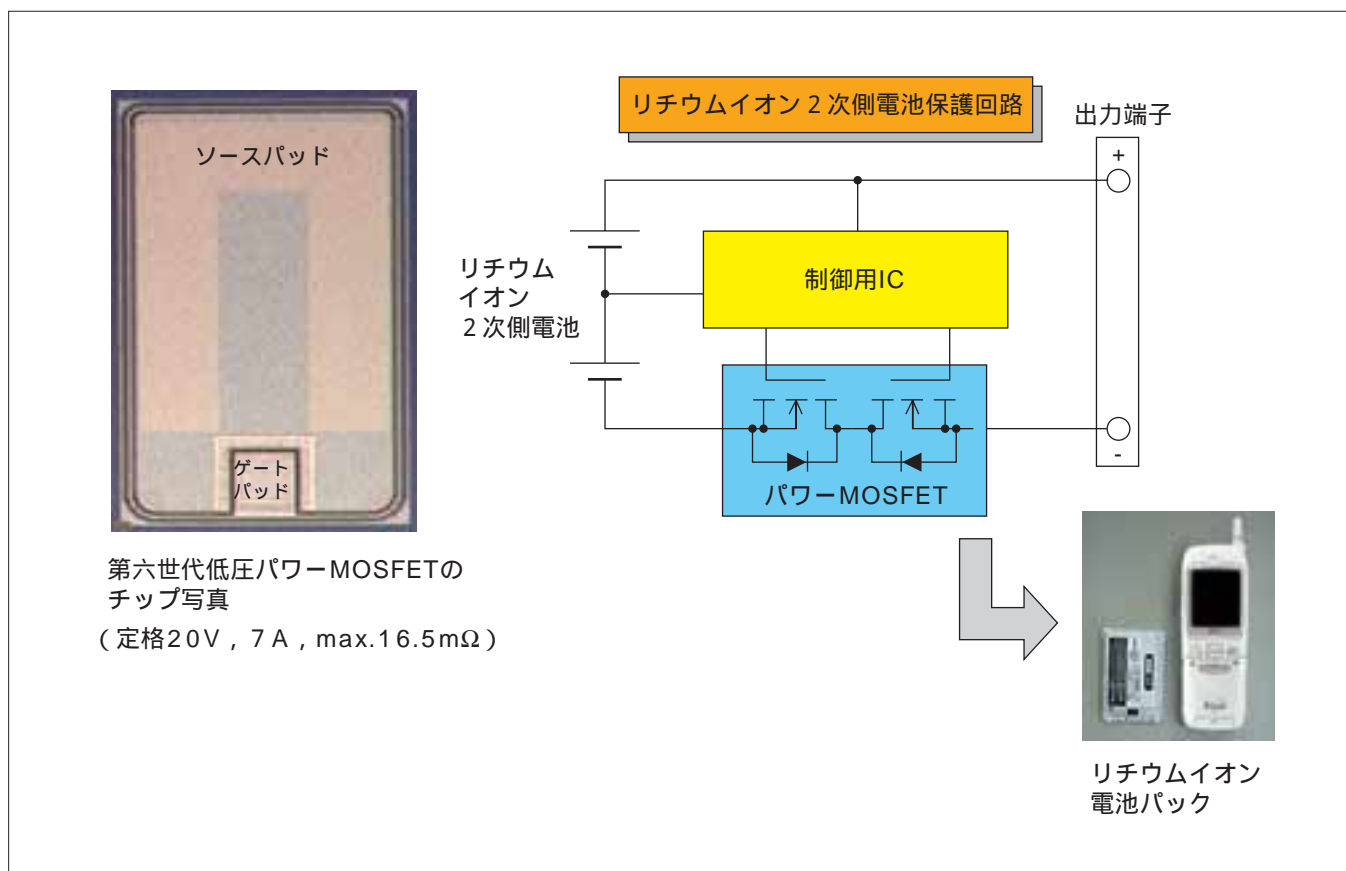 リチウムイオン2次側電池保護回路
出力端子
+
-
ソースパッド
ゲート
パッド
リチウム
イオン
2次側電池
制御用IC
パワーMOSFET
第六世代低圧パワーMOSFETの
チップ写真
(定格20V，7A，max.16.5mΩ)
リチウムイオン
電池パック